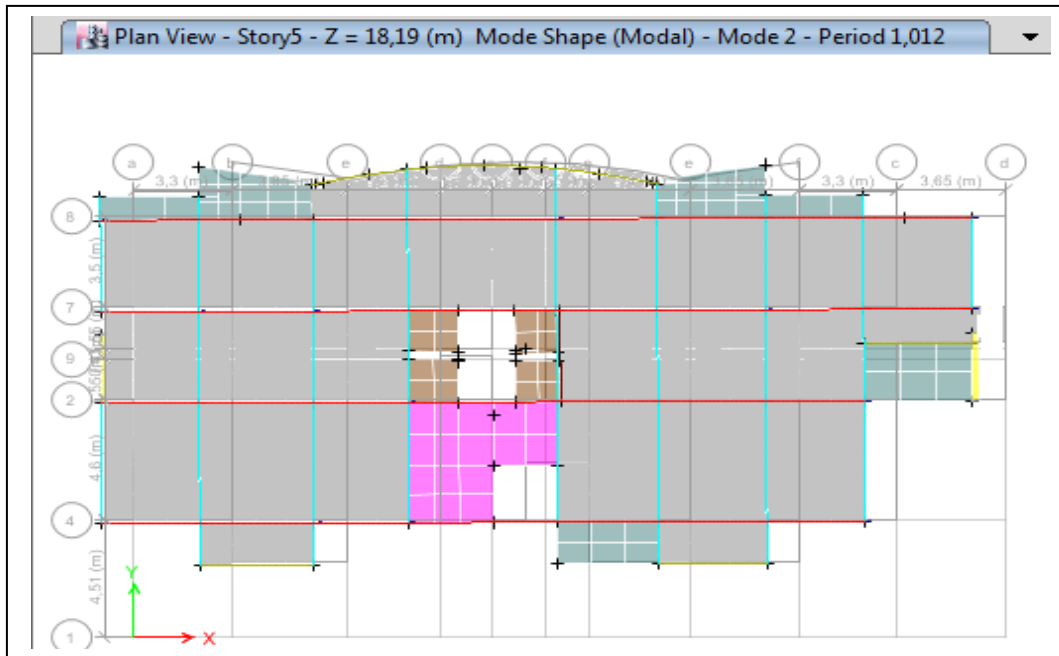 Plan View - Story5 - Z = 18,19 (m) Mode Shape (Modal) - Mode 2 - Period 1,012
a b e d e c d
3,3 (m) 3,3 (m) 3,65 (m)
8
3,5 (m)
7
9
2
4,6 (m)
4
4,51 (m)
Y
1 X